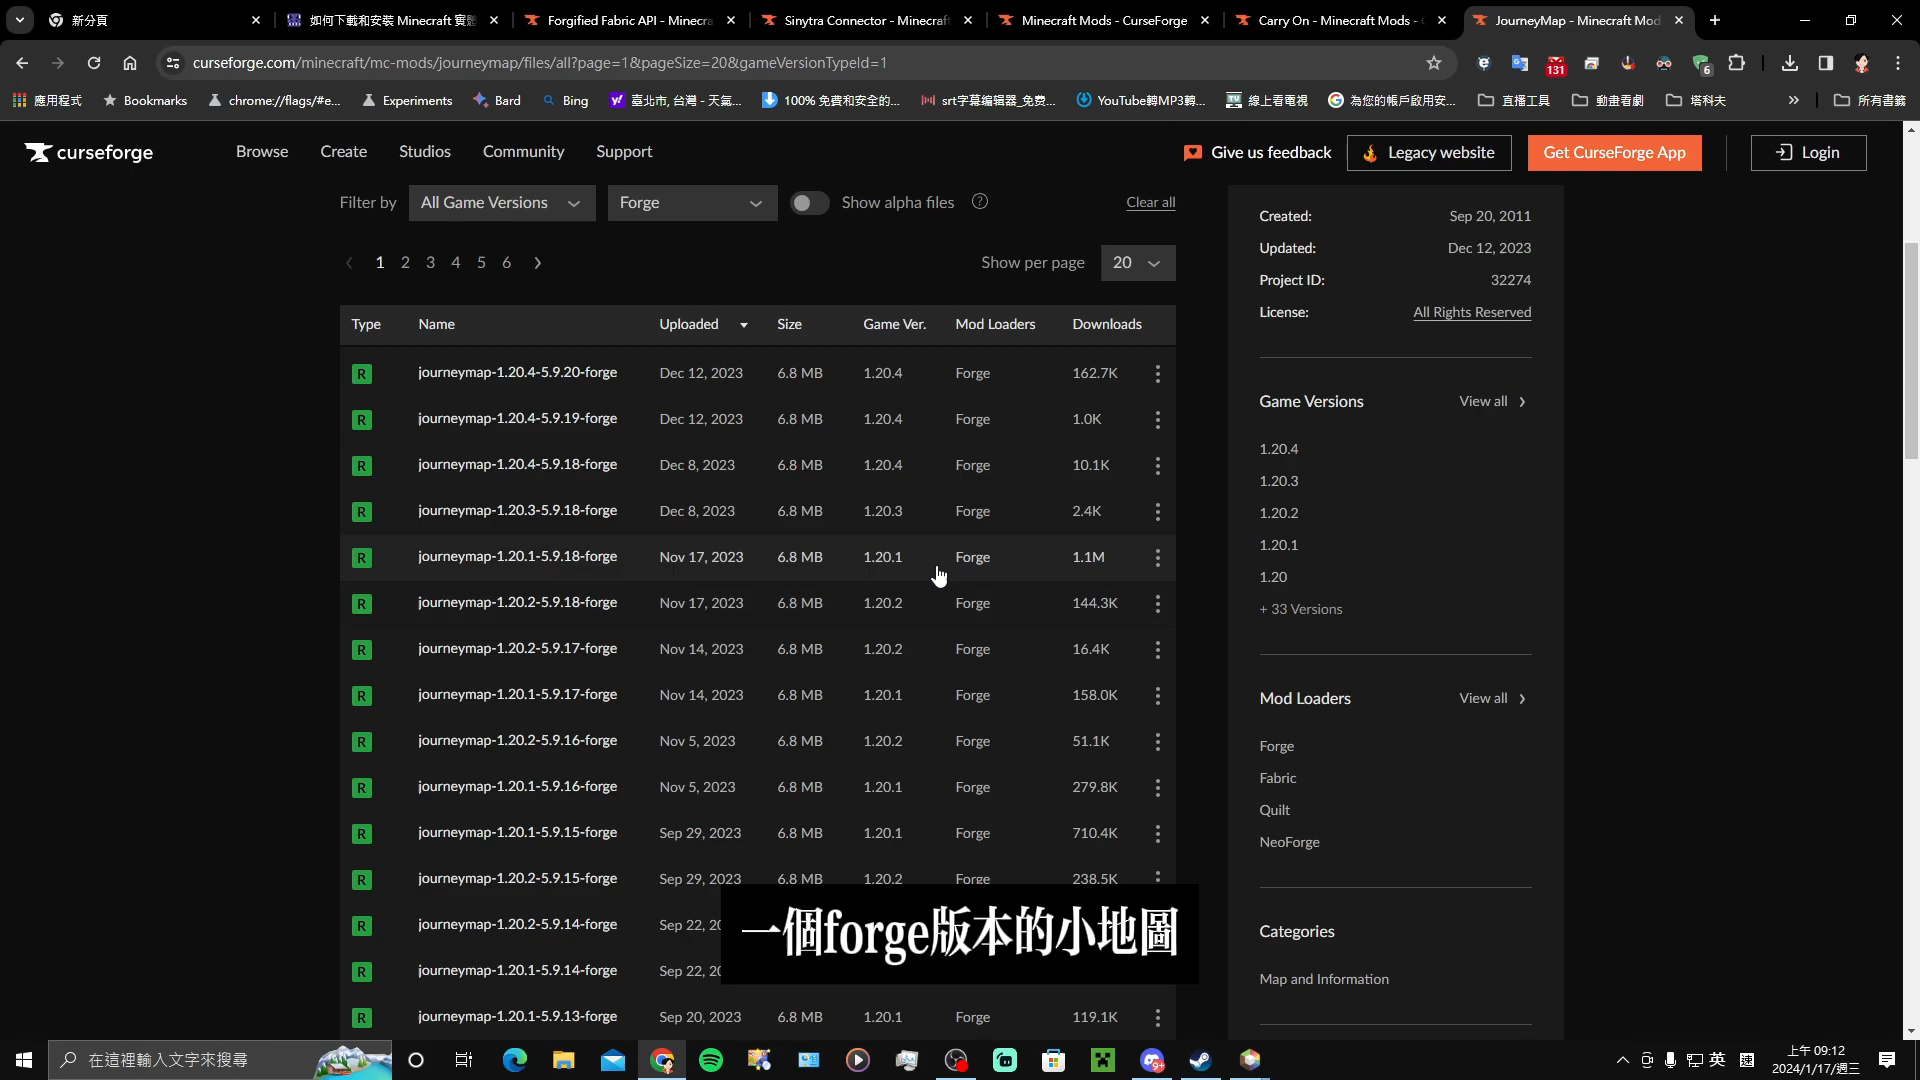 新分頁
如何下載和安裝 Minecraft 實
Forgified Fabric API - Minecra
Sinytra Connector - Minecraft
Minecraft Mods - CurseForge
Carry On - Minecraft Mods -
JourneyMap - Minecraft Mod
curseforge.com/minecraft/mc-mods/journeymap/files/all?page=1&pageSize=20&gameVersionTypeId=1
131
6
應用程式
Bookmarks
chrome://flags/#e...
Experiments
Bard
Bing
臺北市, 台灣 - 天氣...
100% 免費和安全的...
srt字幕编辑器_免费...
YouTube轉MP3轉...
線上看電視
為您的帳戶啟用安...
直播工具
動畫看劇
塔科夫
»
所有書籤
curseforge
Browse
Create
Studios
Community
Support
Give us feedback
Legacy website
Get CurseForge App
Login
Filter by
All Game Versions
Forge
Show alpha files
?
Clear all
1 2 3 4 5 6
Show per page
20
Type Name Uploaded Size Game Ver. Mod Loaders Downloads
R journeymap-1.20.4-5.9.20-forge Dec 12, 2023 6.8 MB 1.20.4 Forge 162.7K
R journeymap-1.20.4-5.9.19-forge Dec 12, 2023 6.8 MB 1.20.4 Forge 1.0K
R journeymap-1.20.4-5.9.18-forge Dec 8, 2023 6.8 MB 1.20.4 Forge 10.1K
R journeymap-1.20.3-5.9.18-forge Dec 8, 2023 6.8 MB 1.20.3 Forge 2.4K
R journeymap-1.20.1-5.9.18-forge Nov 17, 2023 6.8 MB 1.20.1 Forge 1.1M
R journeymap-1.20.2-5.9.18-forge Nov 17, 2023 6.8 MB 1.20.2 Forge 144.3K
R journeymap-1.20.2-5.9.17-forge Nov 14, 2023 6.8 MB 1.20.2 Forge 16.4K
R journeymap-1.20.1-5.9.17-forge Nov 14, 2023 6.8 MB 1.20.1 Forge 158.0K
R journeymap-1.20.2-5.9.16-forge Nov 5, 2023 6.8 MB 1.20.2 Forge 51.1K
R journeymap-1.20.1-5.9.16-forge Nov 5, 2023 6.8 MB 1.20.1 Forge 279.8K
R journeymap-1.20.1-5.9.15-forge Sep 29, 2023 6.8 MB 1.20.1 Forge 710.4K
R journeymap-1.20.2-5.9.15-forge Sep 29, 2023 6.8 MB 1.20.2 Forge 238.5K
R journeymap-1.20.2-5.9.14-forge Sep 22, 20
R journeymap-1.20.1-5.9.14-forge Sep 22, 20
R journeymap-1.20.1-5.9.13-forge Sep 20, 2023 6.8 MB 1.20.1 Forge 119.1K
一個forge版本的小地圖
Created: Sep 20, 2011
Updated: Dec 12, 2023
Project ID: 32274
License: All Rights Reserved
Game Versions View all
1.20.4
1.20.3
1.20.2
1.20.1
1.20
+ 33 Versions
Mod Loaders View all
Forge
Fabric
Quilt
NeoForge
Categories
Map and Information
在這裡輸入文字來搜尋
9+
英
上午 09:12
2024/1/17/週三